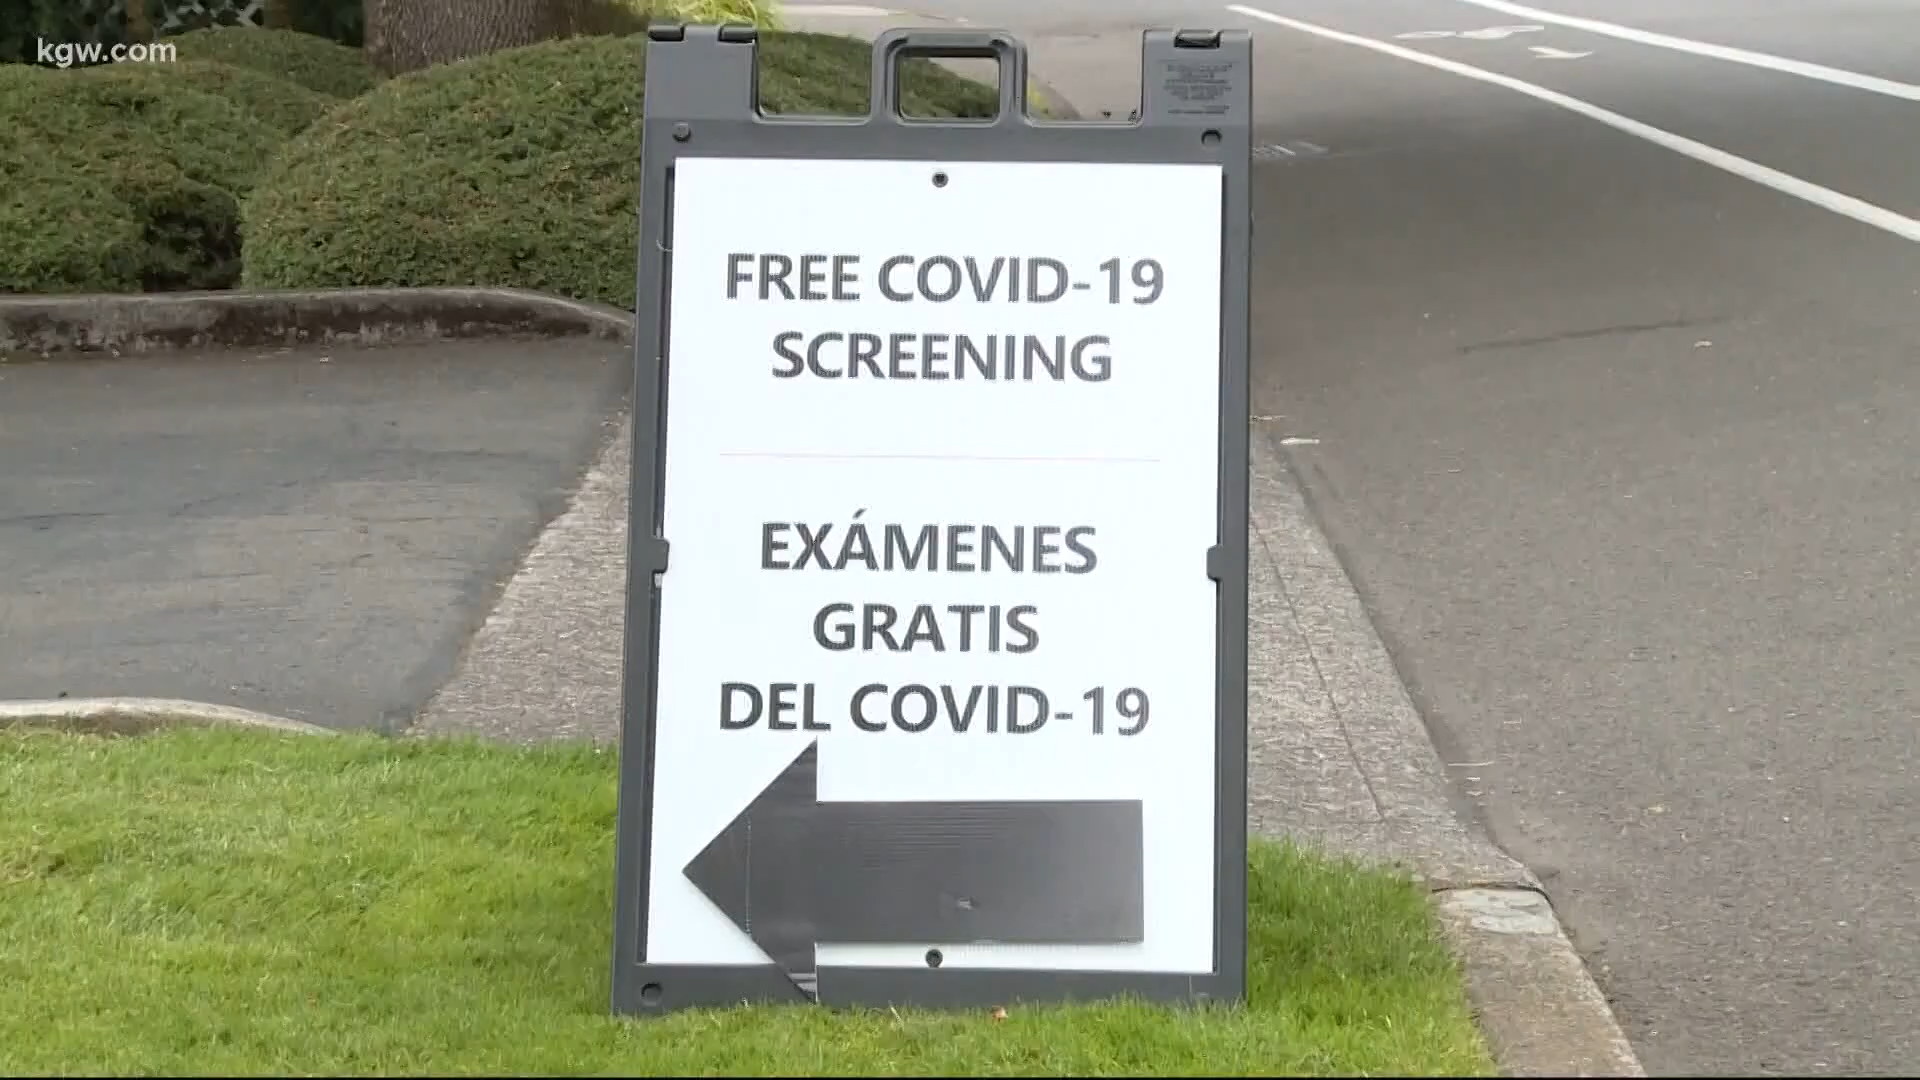 kgw.com
FREE COVID-19
SCREENING
EXÁMENES
GRATIS
DEL COVID-19